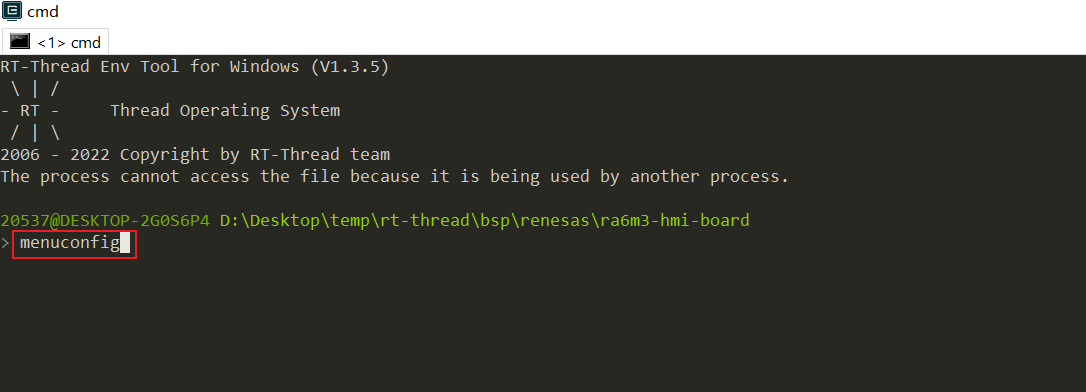 cmd
<1> cmd
RT-Thread Env Tool for Windows (V1.3.5)
 \ | /
- RT -     Thread Operating System
 / | \
2006 - 2022 Copyright by RT-Thread team
The process cannot access the file because it is being used by another process.
20537@DESKTOP-2G0S6P4 D:\Desktop\temp\rt-thread\bsp\renesas\ra6m3-hmi-board
> menuconfig